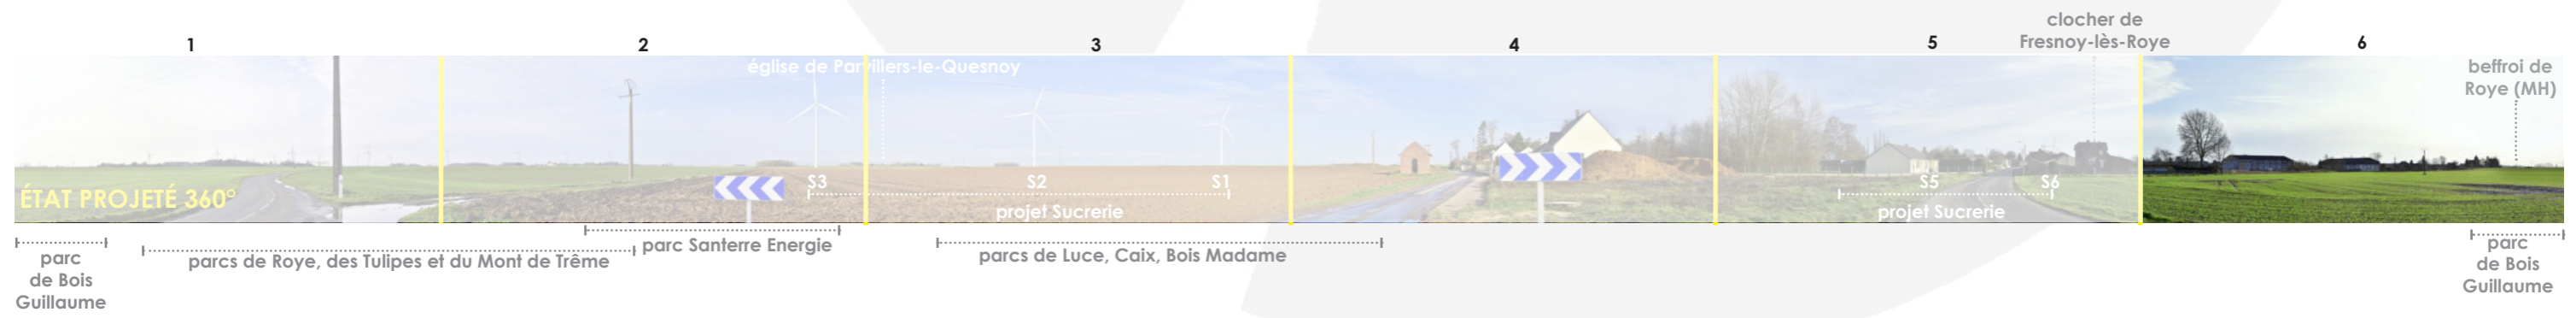 clocher de
Fresnoy-lès-Roye
1
2
3
4
5
6
église de Parvillers-le-Quesnoy
beffroi de
Roye (MH)
ÉTAT PROJETÉ 360°
S3
S2
S1
S5
S6
projet Sucrerie
projet Sucrerie
parc
de Bois
Guillaume
parcs de Roye, des Tulipes et du Mont de Trême
parc Santerre Energie
parcs de Luce, Caix, Bois Madame
parc
de Bois
Guillaume